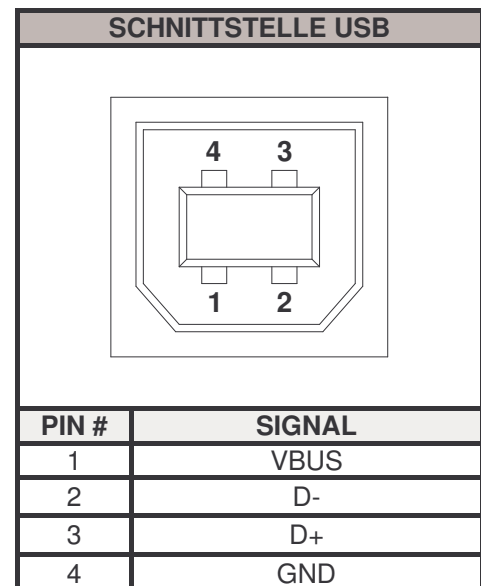 SCHNITTSTELLE USB
4 3
1 2
PIN # SIGNAL
1 VBUS
2 D-
3 D+
4 GND